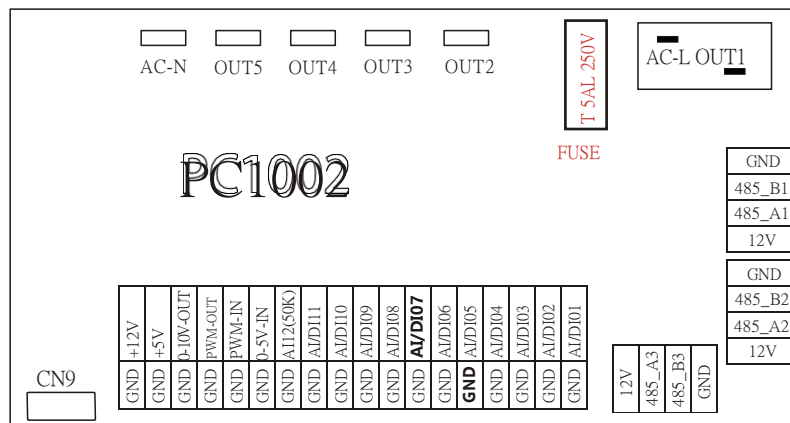 AC-N OUT5 OUT4 OUT3 OUT2
T 5AL 250V
AC-L OUT1
FUSE
PC1002
GND
485_B1
485_A1
12V
GND
485_B2
485_A2
12V
+12V
+5V
0-10V-OUT
PWM-OUT
PWM-IN
0-5V-IN
AI12(50K)
AI/DI11
AI/DI10
AI/DI09
AI/DI08
AI/DI07
AI/DI06
AI/DI05
AI/DI04
AI/DI03
AI/DI02
AI/DI01
GND GND GND GND GND GND GND GND GND GND GND GND GND GND GND GND GND
CN9
12V
485_A3
485_B3
GND